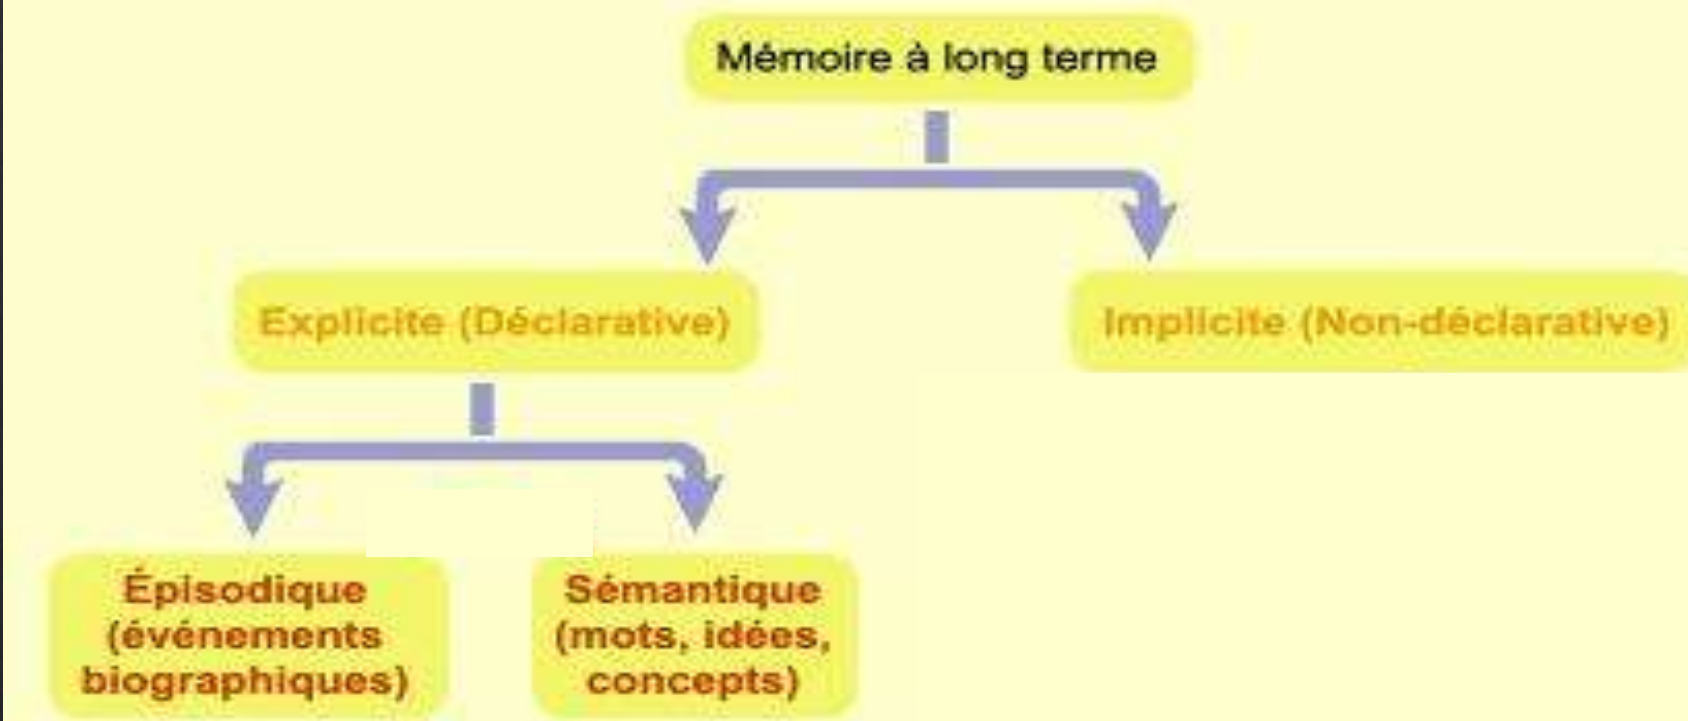 Mémoire à long terme
Explicite (Déclarative)
Implicite (Non-déclarative)
Épisodique
(événements
biographiques)
Sémantique
(mots, idées,
concepts)